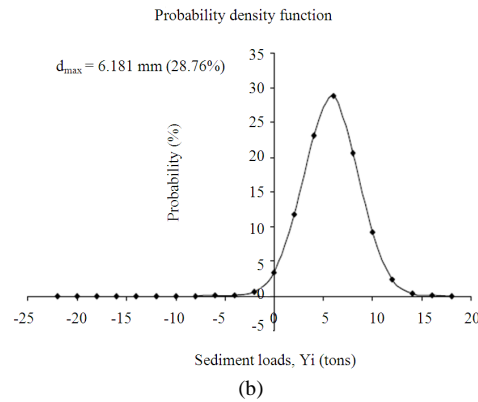 Probability density function
d_max = 6.181 mm (28.76%)
Probability (%)
35
30
25
20
15
10
5
0
-5
-25 -20 -15 -10 -5 0 5 10 15 20
Sediment loads, Yi (tons)
(b)